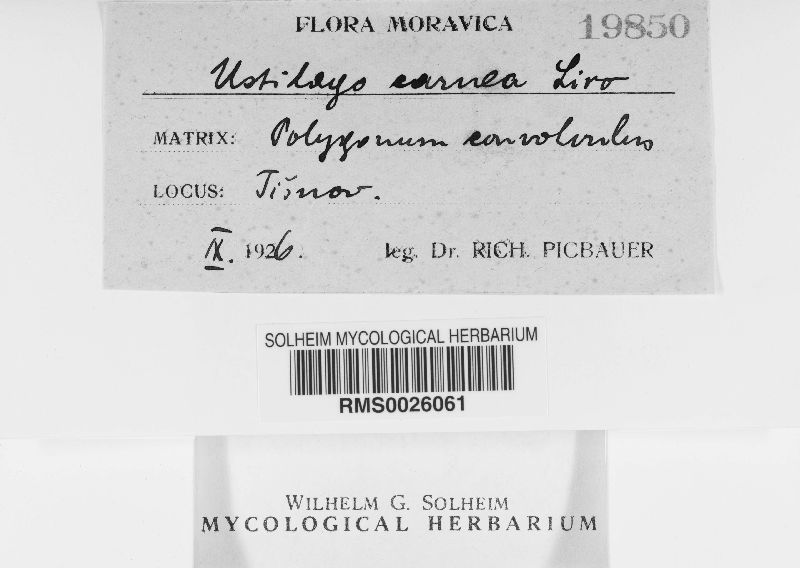 FLORA MORAVICA 19850
Ustilago carnea Liro
MATRIX: Polygonum convolvulus
LOCUS: Tišnov.
IX. 1926. leg. Dr. RICH. PICBAUER
SOLHEIM MYCOLOGICAL HERBARIUM
RMS0026061
WILHELM G. SOLHEIM
MYCOLOGICAL HERBARIUM